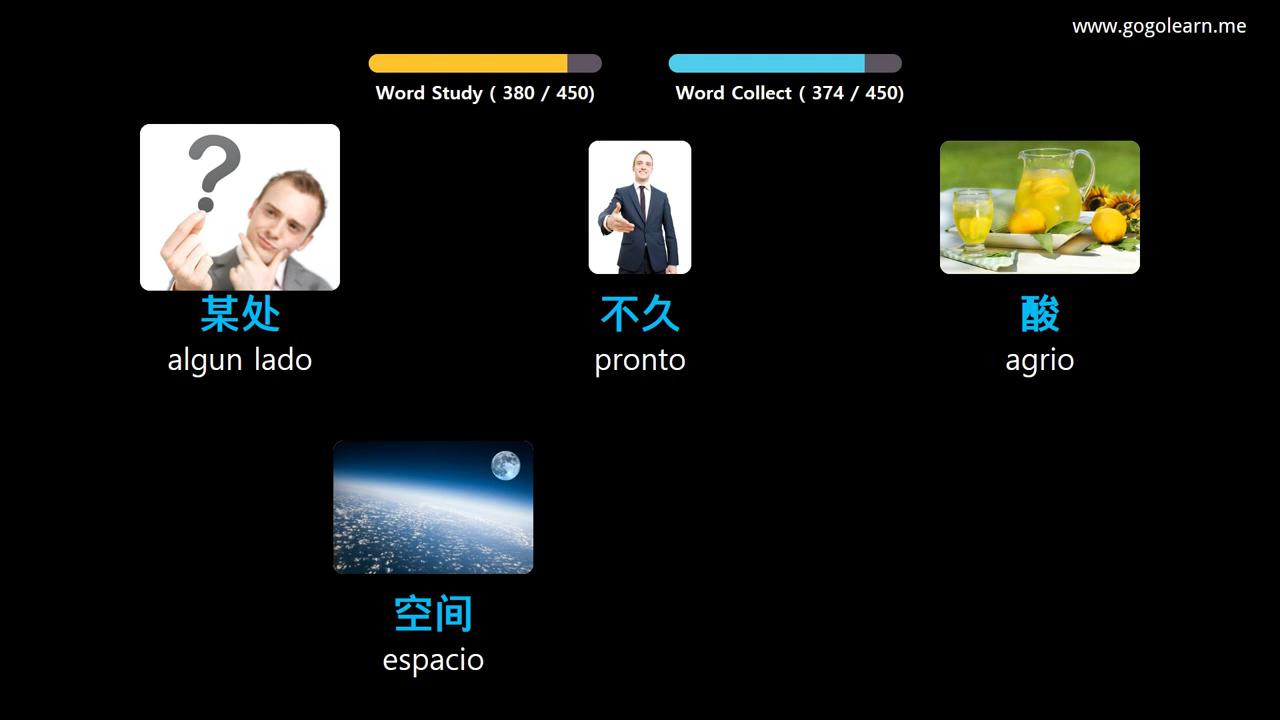 www.gogolearn.me
Word Study ( 380 / 450)
Word Collect ( 374 / 450)
某处
algun lado
不久
pronto
酸
agrio
空间
espacio